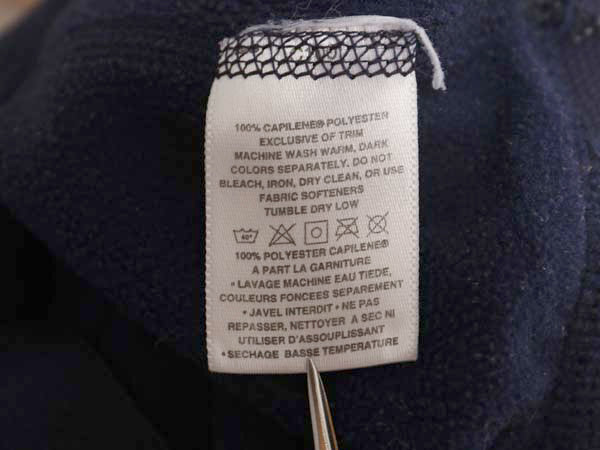 100% CAPILENE® POLYESTER
EXCLUSIVE OF TRIM
MACHINE WASH WARM, DARK
COLORS SEPARATELY. DO NOT
BLEACH, IRON, DRY CLEAN, OR USE
FABRIC SOFTENERS
TUMBLE DRY LOW
40°
100% POLYESTER CAPILENE®
A PART LA GARNITURE
• LAVAGE MACHINE EAU TIEDE,
COULEURS FONCEES SEPAREMENT
• JAVEL INTERDIT • NE PAS
REPASSER, NETTOYER A SEC NI
UTILISER D'ASSOUPLISSANT
• SECHAGE BASSE TEMPERATURE